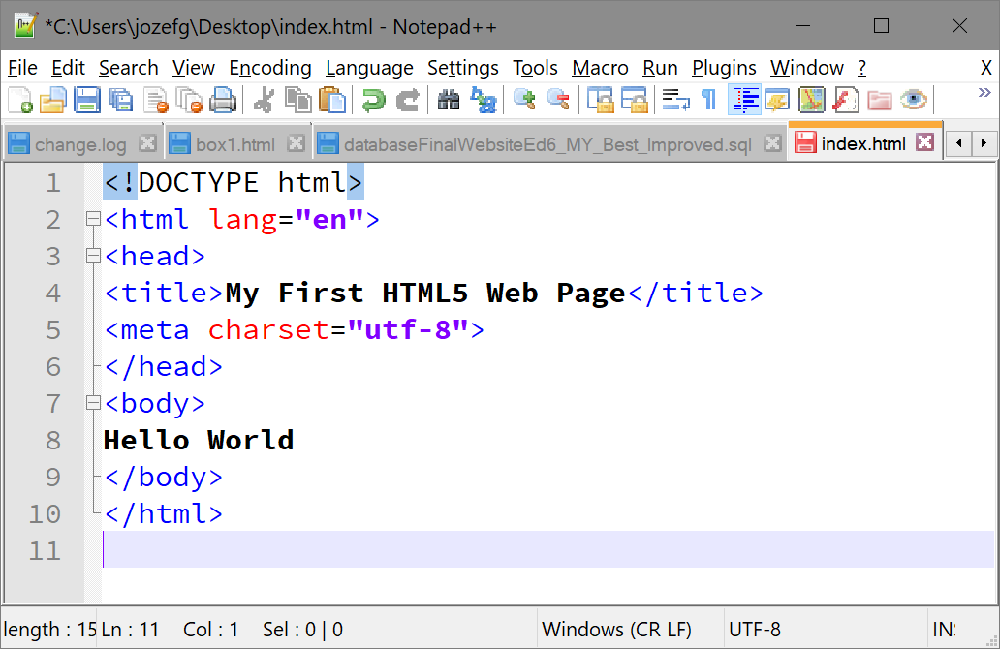 *C:\Users\jozefg\Desktop\index.html - Notepad++
File Edit Search View Encoding Language Settings Tools Macro Run Plugins Window ? X
change.log box1.html databaseFinalWebsiteEd6_MY_Best_Improved.sql index.html
1 <!DOCTYPE html>
2 <html lang="en">
3 <head>
4 <title>My First HTML5 Web Page</title>
5 <meta charset="utf-8">
6 </head>
7 <body>
8 Hello World
9 </body>
10 </html>
11
length : 15 Ln : 11 Col : 1 Sel : 0 | 0 Windows (CR LF) UTF-8 IN